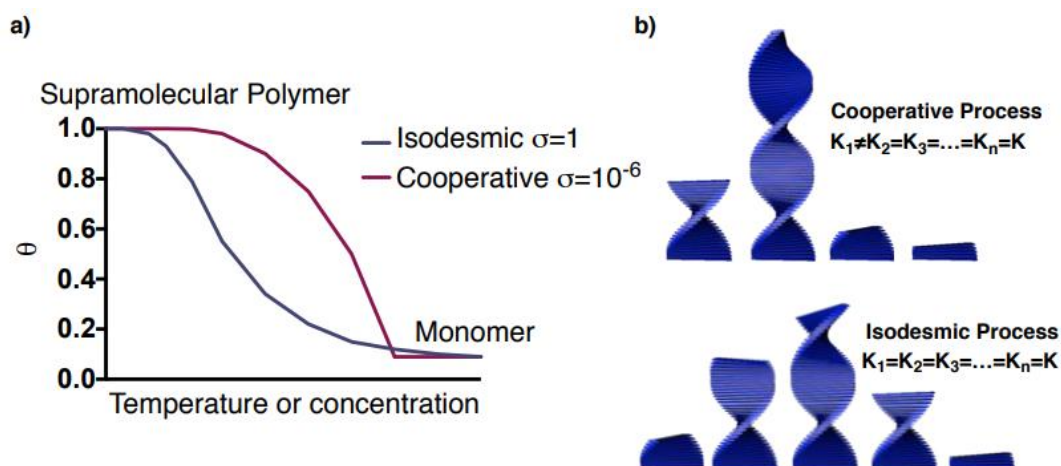 a)
Supramolecular Polymer
1.0
0.8
0.6
0.4
0.2
0.0
θ
Isodesmic σ=1
Cooperative σ=10⁻⁶
Monomer
Temperature or concentration
b)
Cooperative Process
K₁≠K₂=K₃=...=Kₙ=K
Isodesmic Process
K₁=K₂=K₃=...=Kₙ=K